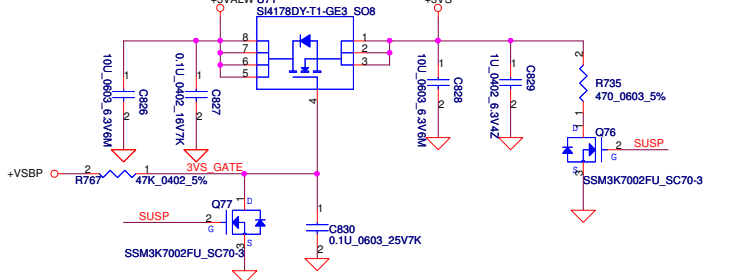 SI4178DY-T1-GE3_SO8
8
7
6
5
1
2
3
4
10U_0603_6.3V6M
1
C826
2
0.1U_0402_16V7K
1
C827
2
10U_0603_6.3V6M
1
C828
2
1U_0402_6.3V4Z
1
C829
2
2
R735
470_0603_5%
1
1
D
Q76
2
G
SUSP
S
3
SSM3K7002FU_SC70-3
+VSBP
2
R767
1
47K_0402_5%
3VS_GATE
SUSP
2
G
Q77
1
D
S
3
SSM3K7002FU_SC70-3
1
C830
0.1U_0603_25V7K
2